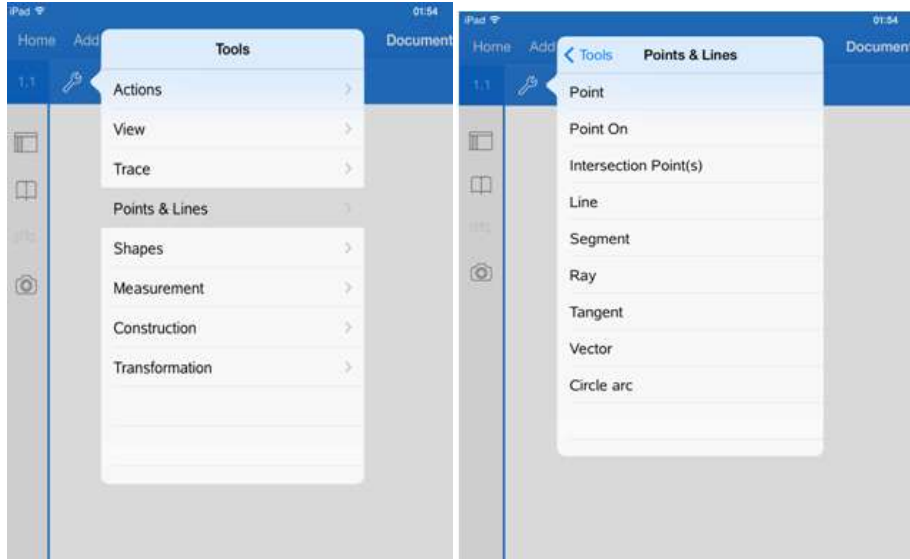 iPad
01:54
Home Add
Document
Tools
1.1
Actions
View
Trace
Points & Lines
Shapes
Measurement
Construction
Transformation
iPad
01:54
Home Add
Documen
Tools
Points & Lines
1.1
Point
Point On
Intersection Point(s)
Line
Segment
Ray
Tangent
Vector
Circle arc